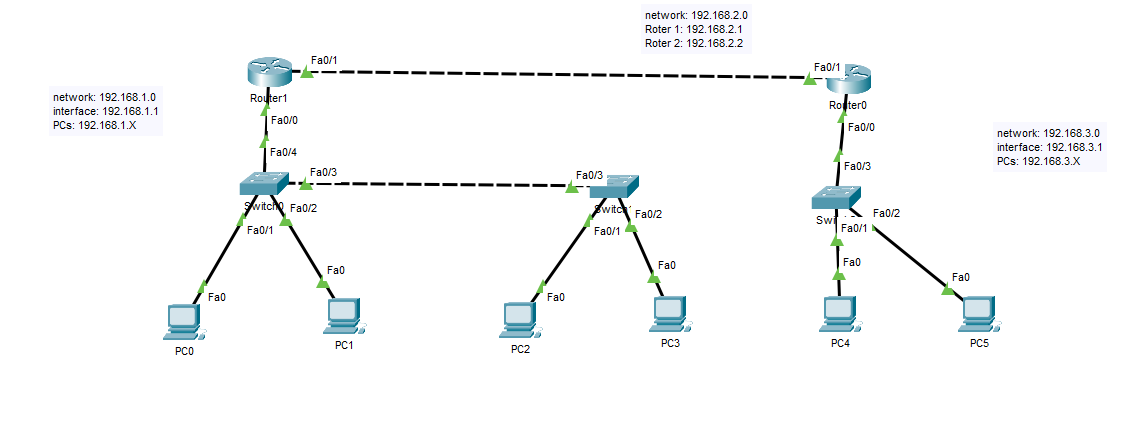 network: 192.168.2.0
Roter 1: 192.168.2.1
Roter 2: 192.168.2.2
Fa0/1
Fa0/1
Router1
Router0
network: 192.168.1.0
interface: 192.168.1.1
PCs: 192.168.1.X
Fa0/0
Fa0/0
network: 192.168.3.0
interface: 192.168.3.1
PCs: 192.168.3.X
Fa0/4
Fa0/3
Fa0/3
Fa0/3
Switch0
Fa0/2
Fa0/2
Fa0/2
Fa0/1
Fa0/1
Fa0/1
Fa0
Fa0
Fa0
Fa0
Fa0
Fa0
PC0
PC1
PC2
PC3
PC4
PC5